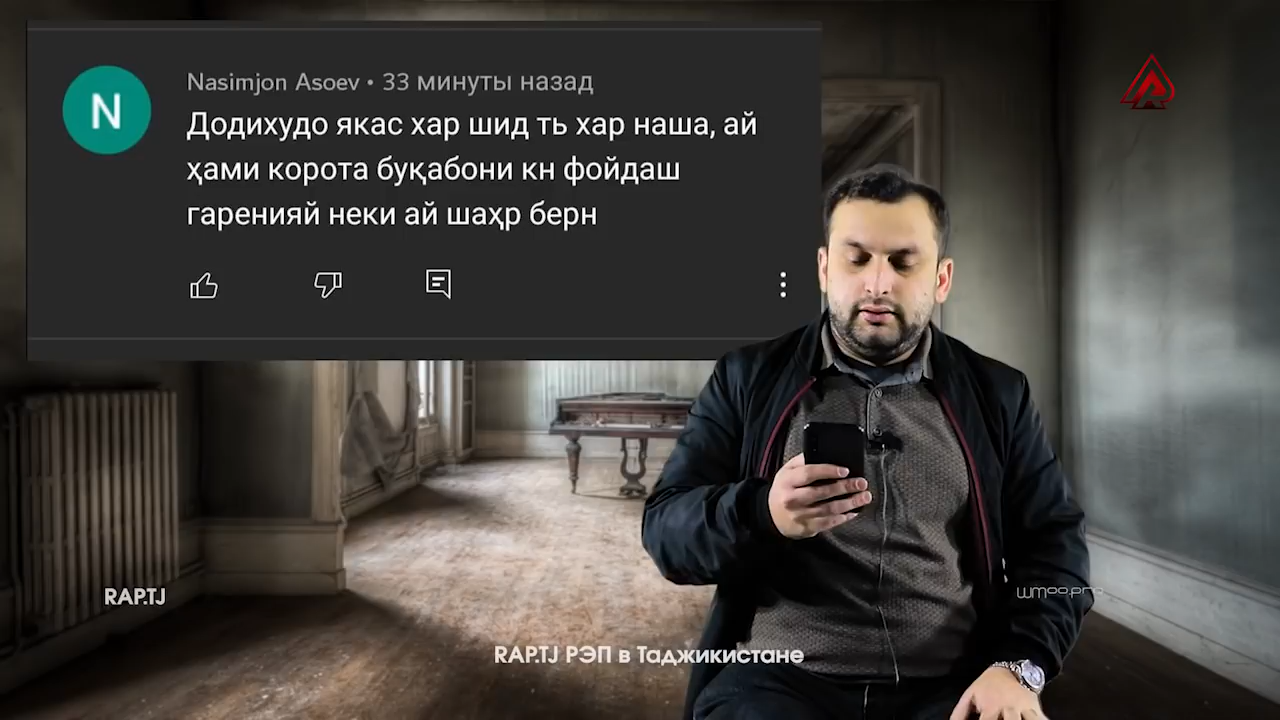 N
Nasimjon Asoev • 33 минуты назад
Додихудо якас хар шид ть хар наша, ай
ҳами корота буқабони кн фойдаш
гаренияй неки ай шаҳр берн
RAP.TJ
RAP.TJ РЭП в Таджикистане